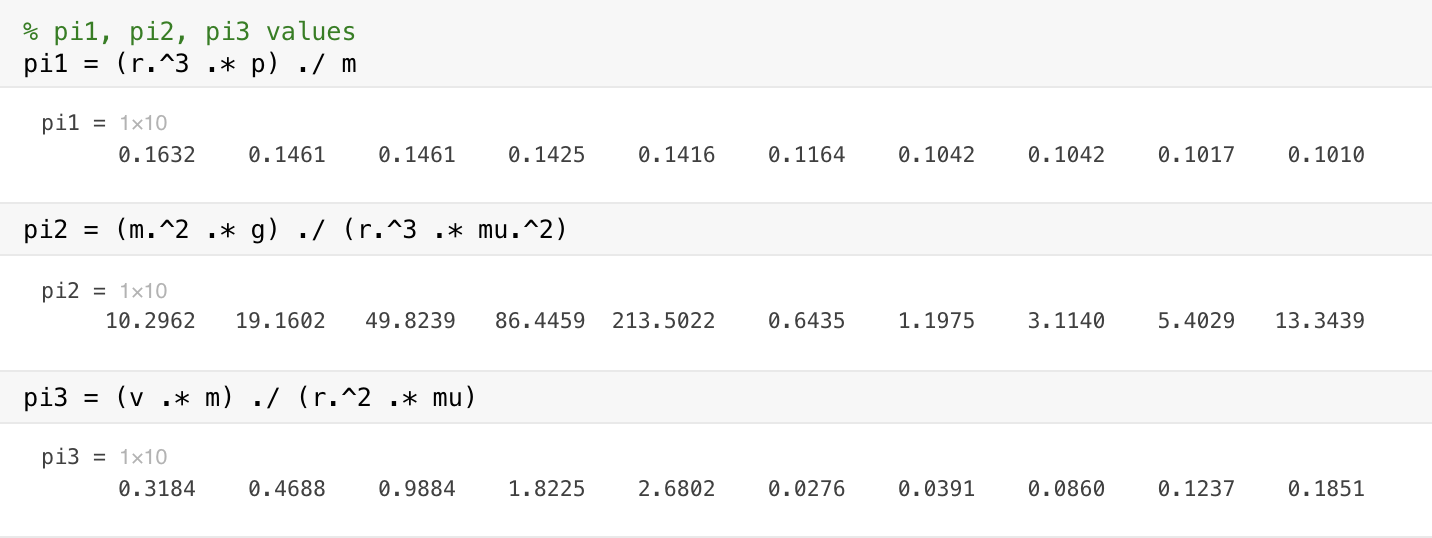 % pi1, pi2, pi3 values
pi1 = (r.^3 .* p) ./ m
pi1 = 1×10
0.1632 0.1461 0.1461 0.1425 0.1416 0.1164 0.1042 0.1042 0.1017 0.1010
pi2 = (m.^2 .* g) ./ (r.^3 .* mu.^2)
pi2 = 1×10
10.2962 19.1602 49.8239 86.4459 213.5022 0.6435 1.1975 3.1140 5.4029 13.3439
pi3 = (v .* m) ./ (r.^2 .* mu)
pi3 = 1×10
0.3184 0.4688 0.9884 1.8225 2.6802 0.0276 0.0391 0.0860 0.1237 0.1851